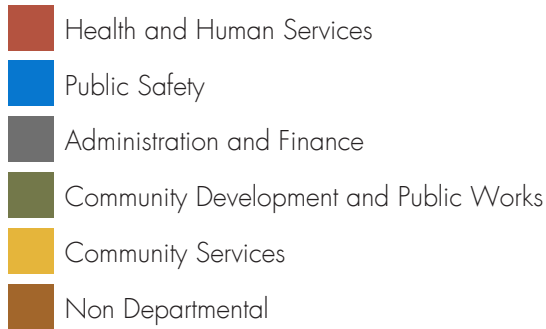 Health and Human Services
Public Safety
Administration and Finance
Community Development and Public Works
Community Services
Non Departmental